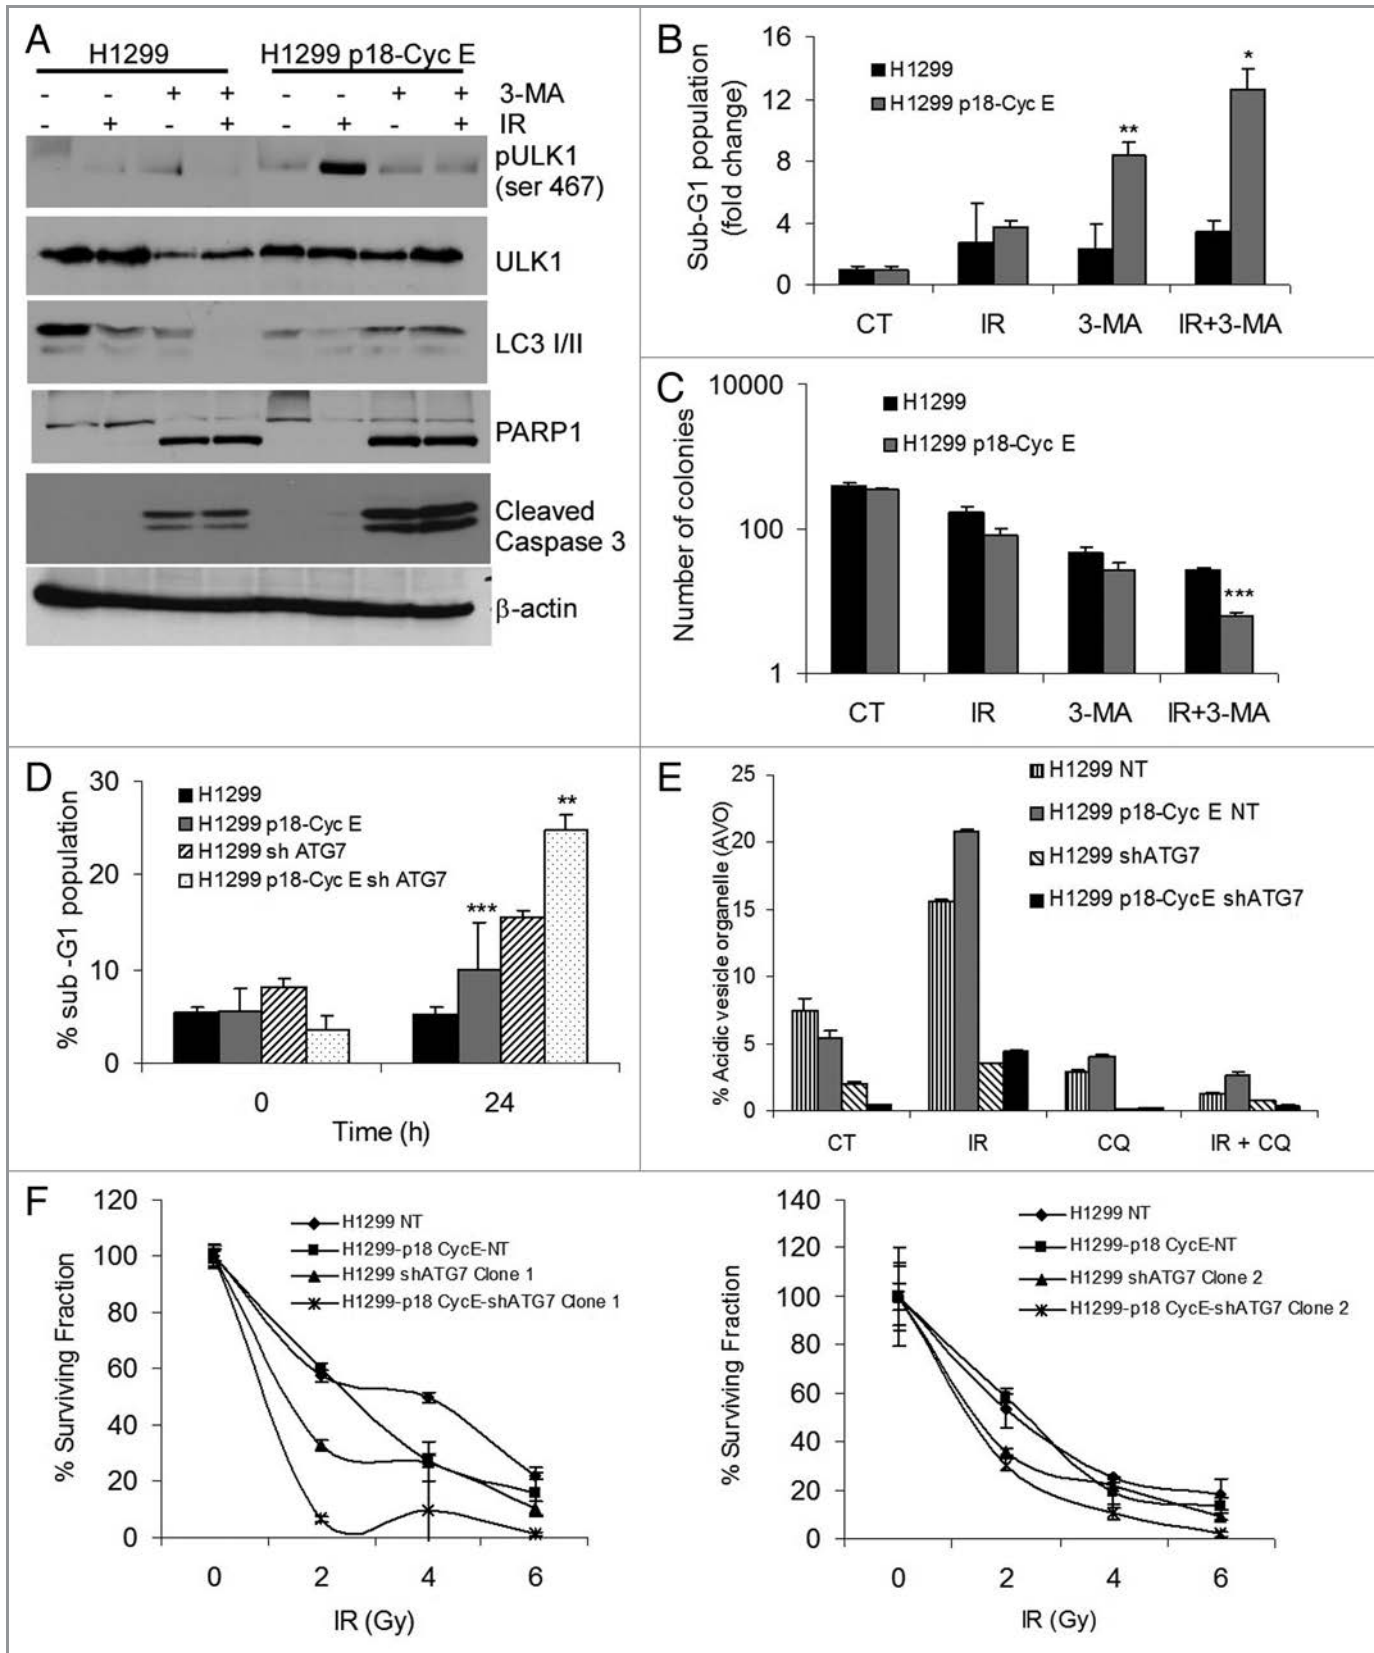 A
H1299 H1299 p18-Cyc E
- - + + - - + + 3-MA
- + - + - + - + IR
pULK1
(ser 467)
ULK1
LC3 I/II
PARP1
Cleaved
Caspase 3
β-actin
B
Sub-G1 population
(fold change)
16
12
8
4
0
H1299
H1299 p18-Cyc E
**
*
CT IR 3-MA IR+3-MA
C
Number of colonies
10000
100
1
H1299
H1299 p18-Cyc E
***
CT IR 3-MA IR+3-MA
D
% sub -G1 population
30
20
10
0
H1299
H1299 p18-Cyc E
H1299 sh ATG7
H1299 p18-Cyc E sh ATG7
***
**
0 24
Time (h)
E
% Acidic vesicle organelle (AVO)
25
20
15
10
5
0
H1299 NT
H1299 p18-Cyc E NT
H1299 shATG7
H1299 p18-CycE shATG7
CT IR CQ IR + CQ
F
% Surviving Fraction
120
100
80
60
40
20
0
H1299 NT
H1299-p18 CycE-NT
H1299 shATG7 Clone 1
H1299-p18 CycE-shATG7 Clone 1
0 2 4 6
IR (Gy)
% Surviving Fraction
140
120
100
80
60
40
20
0
H1299 NT
H1299-p18 CycE-NT
H1299 shATG7 Clone 2
H1299-p18 CycE-shATG7 Clone 2
0 2 4 6
IR (Gy)